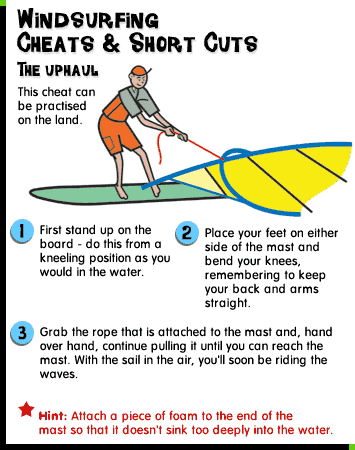 Windsurfing
Cheats & Short Cuts
The uphaul
This cheat can
be practised
on the land.
1
First stand up on the
board - do this from a
kneeling position as you
would in the water.
2
Place your feet on either
side of the mast and
bend your knees,
remembering to keep
your back and arms
straight.
3
Grab the rope that is attached to the mast and, hand
over hand, continue pulling it until you can reach the
mast. With the sail in the air, you'll soon be riding the
waves.
Hint: Attach a piece of foam to the end of the
mast so that it doesn't sink too deeply into the water.